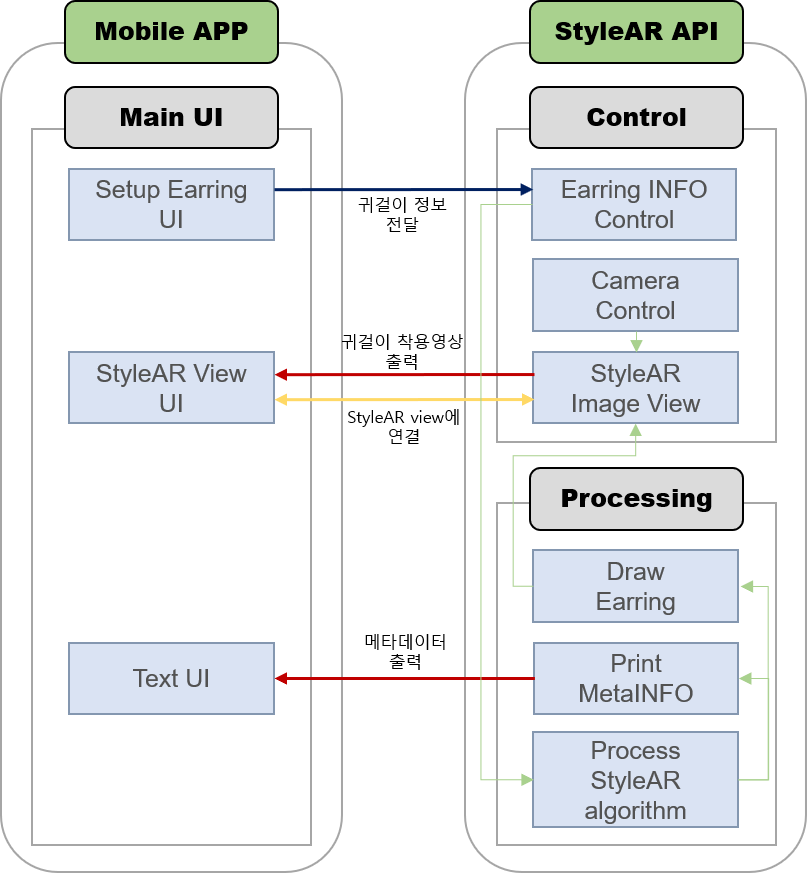 Mobile APP
StyleAR API
Main UI
Control
Setup Earring
UI
귀걸이 정보
전달
Earring INFO
Control
Camera
Control
StyleAR View
UI
귀걸이 착용영상
출력
StyleAR view에
연결
StyleAR
Image View
Processing
Draw
Earring
Text UI
메타데이터
출력
Print
MetaINFO
Process
StyleAR
algorithm